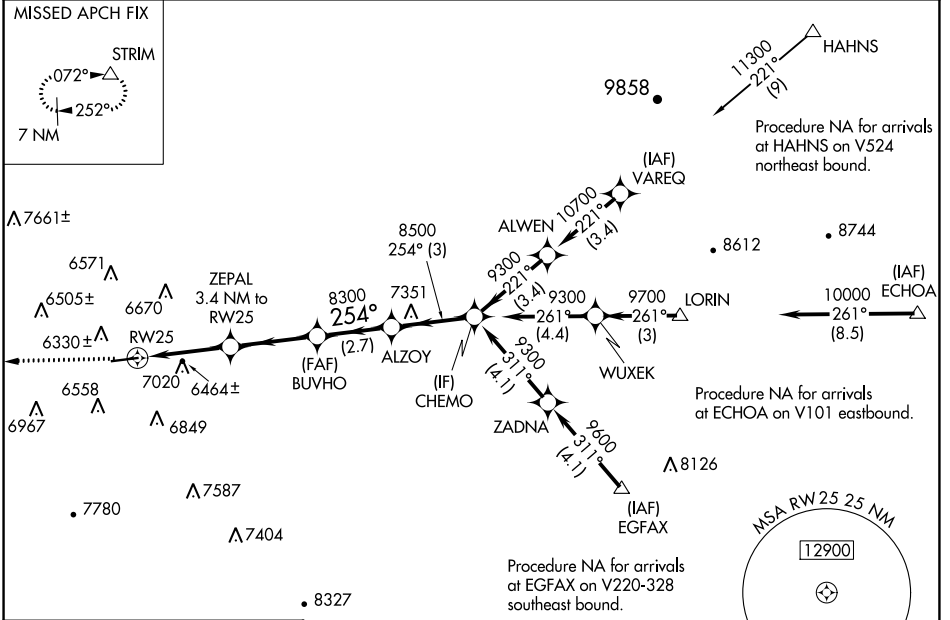 MISSED APCH FIX
STRIM
072°
252°
7 NM
HAHNS
11300
221°
(9)
9858
Procedure NA for arrivals
at HAHNS on V524
northeast bound.
(IAF)
VAREQ
10700
221°
(3.4)
ALWEN
9300
221°
(3.4)
8500
254° (3)
7661±
6571
6505±
6670
6330±
ZEPAL
3.4 NM to
RW25
RW25
8300
254°
(2.7)
7351
8612
8744
(IAF)
ECHOA
10000
261°
(8.5)
LORIN
9700
261°
(3)
9300
261°
(4.4)
WUXEK
(FAF)
BUVHO
ALZOY
(IF)
CHEMO
9300
311°
(4.1)
ZADNA
9600
311°
(4.1)
(IAF)
EGFAX
7020
6464±
6558
6967
6849
7587
7780
7404
8327
8126
Procedure NA for arrivals
at ECHOA on V101 eastbound.
Procedure NA for arrivals
at EGFAX on V220-328
southeast bound.
MSA RW25 25 NM
12900